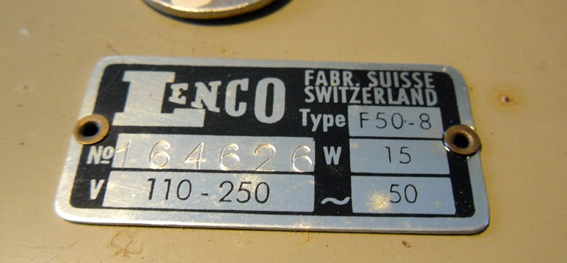 LENCO
FABR. SUISSE
SWITZERLAND
Type F50-8
No 164626 W 15
V 110-250 ~ 50